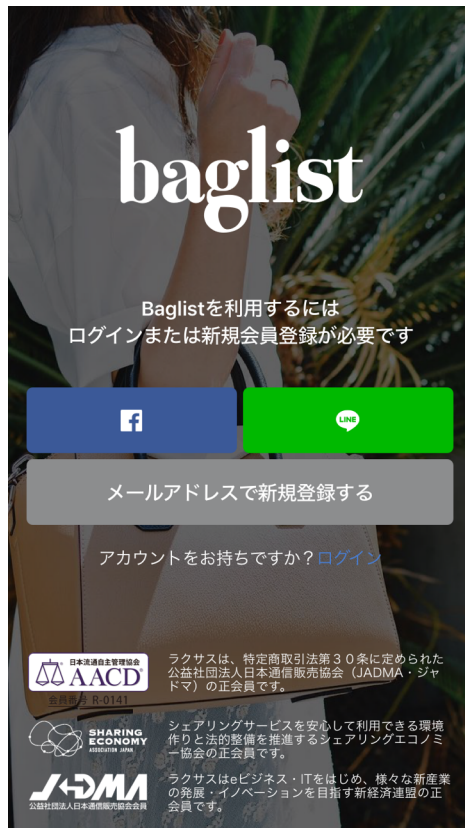 baglist
Baglistを利用するには
ログインまたは新規会員登録が必要です
f
LINE
メールアドレスで新規登録する
アカウントをお持ちですか？ログイン
日本流通自主管理協会
AACD
会員番号 R-0141
ラクサスは、特定商取引法第３０条に定められた
公益社団法人日本通信販売協会（JADMA・ジャ
ドマ）の正会員です。
SHARING
ECONOMY
ASSOCIATION JAPAN
シェアリングサービスを安心して利用できる環境
作りと法的整備を推進するシェアリングエコノミ
ー協会の正会員です。
JADMA
公益社団法人日本通信販売協会会員
ラクサスはeビジネス・ITをはじめ、様々な新産業
の発展・イノベーションを目指す新経済連盟の正
会員です。